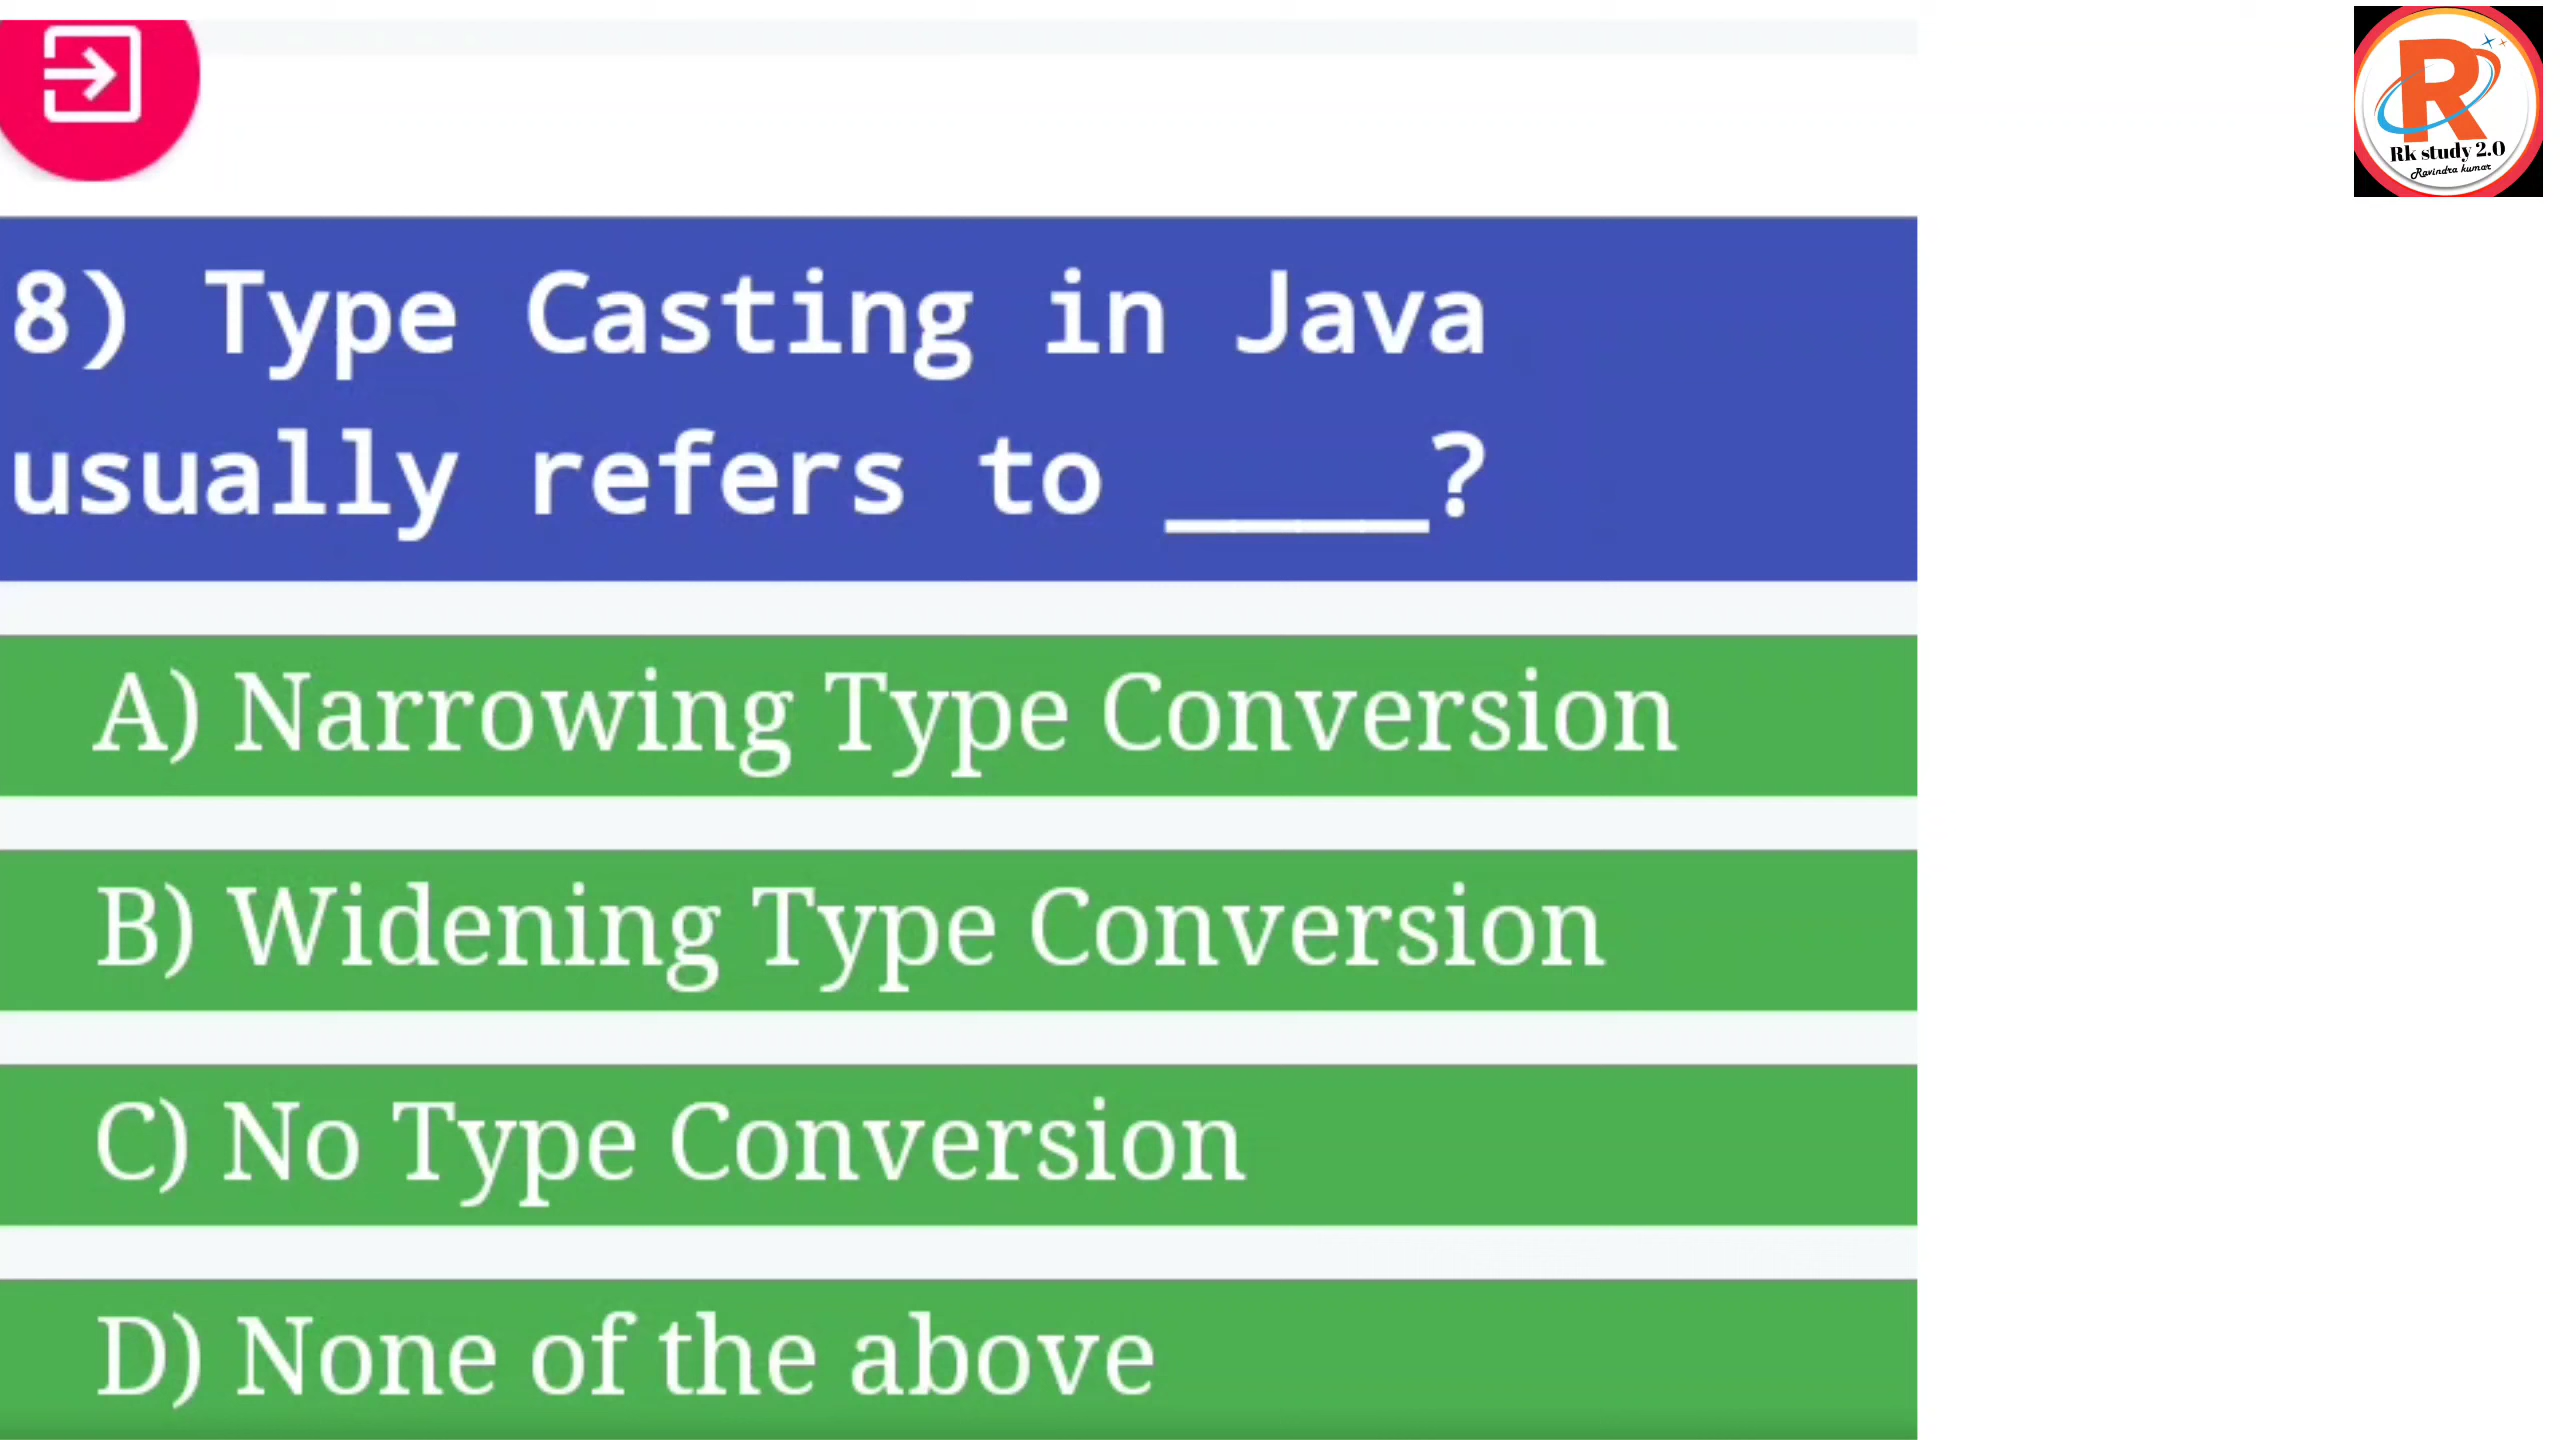 Rk study 2.0
Ravindra kumar
8) Type Casting in Java
usually refers to ____?
A) Narrowing Type Conversion
B) Widening Type Conversion
C) No Type Conversion
D) None of the above